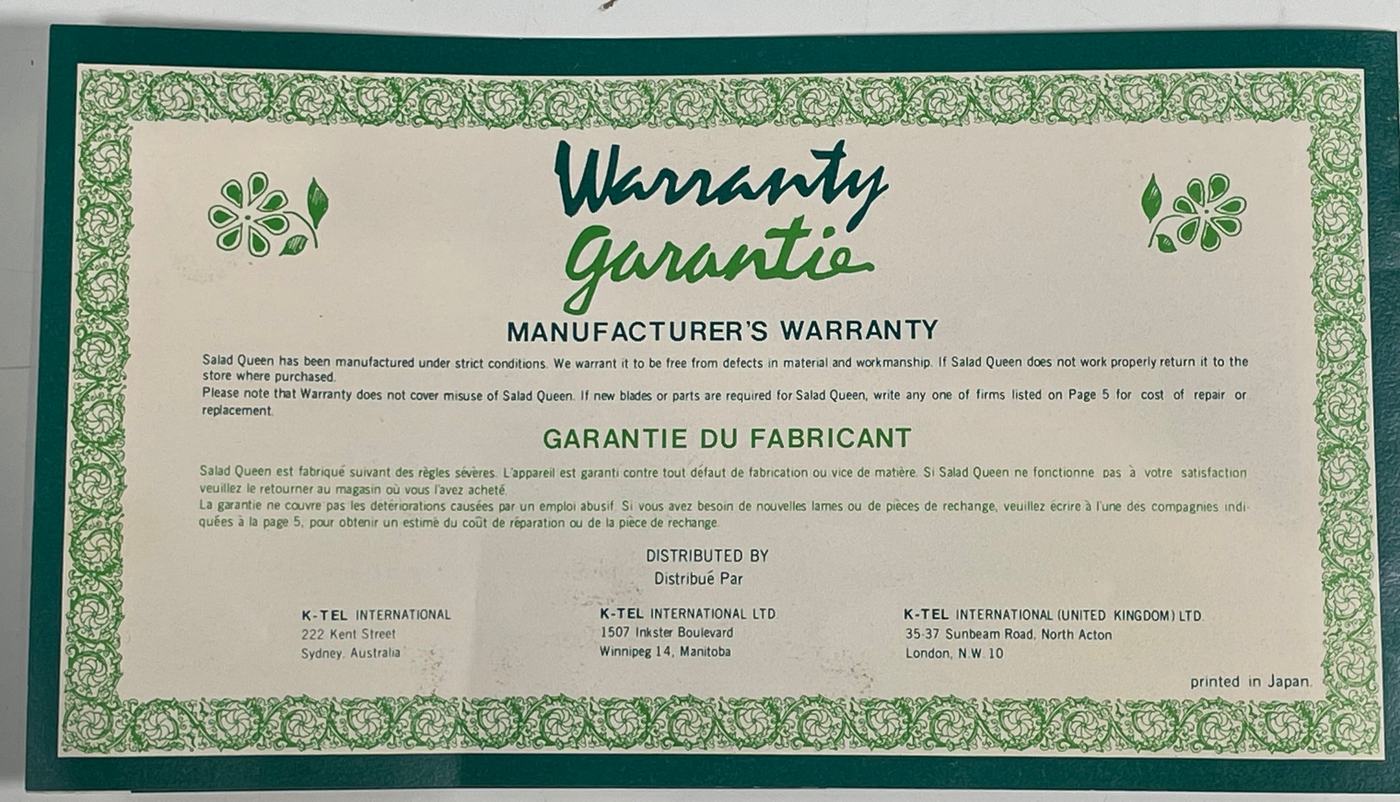 Warranty
Garantie
MANUFACTURER'S WARRANTY
Salad Queen has been manufactured under strict conditions. We warrant it to be free from defects in material and workmanship. If Salad Queen does not work properly return it to the
store where purchased.
Please note that Warranty does not cover misuse of Salad Queen. If new blades or parts are required for Salad Queen, write any one of firms listed on Page 5 for cost of repair or
replacement.
GARANTIE DU FABRICANT
Salad Queen est fabriqué suivant des règles sévères. L'appareil est garanti contre tout défaut de fabrication ou vice de matière. Si Salad Queen ne fonctionne pas à votre satisfaction
veuillez le retourner au magasin où vous l'avez acheté.
La garantie ne couvre pas les détériorations causées par un emploi abusif. Si vous avez besoin de nouvelles lames ou de pièces de rechange, veuillez écrire à l'une des compagnies indi-
quées à la page 5, pour obtenir un estimé du coût de réparation ou de la pièce de rechange.
DISTRIBUTED BY
Distribué Par
K-TEL INTERNATIONAL
222 Kent Street
Sydney, Australia
K-TEL INTERNATIONAL LTD.
1507 Inkster Boulevard
Winnipeg 14, Manitoba
K-TEL INTERNATIONAL (UNITED KINGDOM) LTD.
35-37 Sunbeam Road, North Acton
London, N.W. 10
printed in Japan.